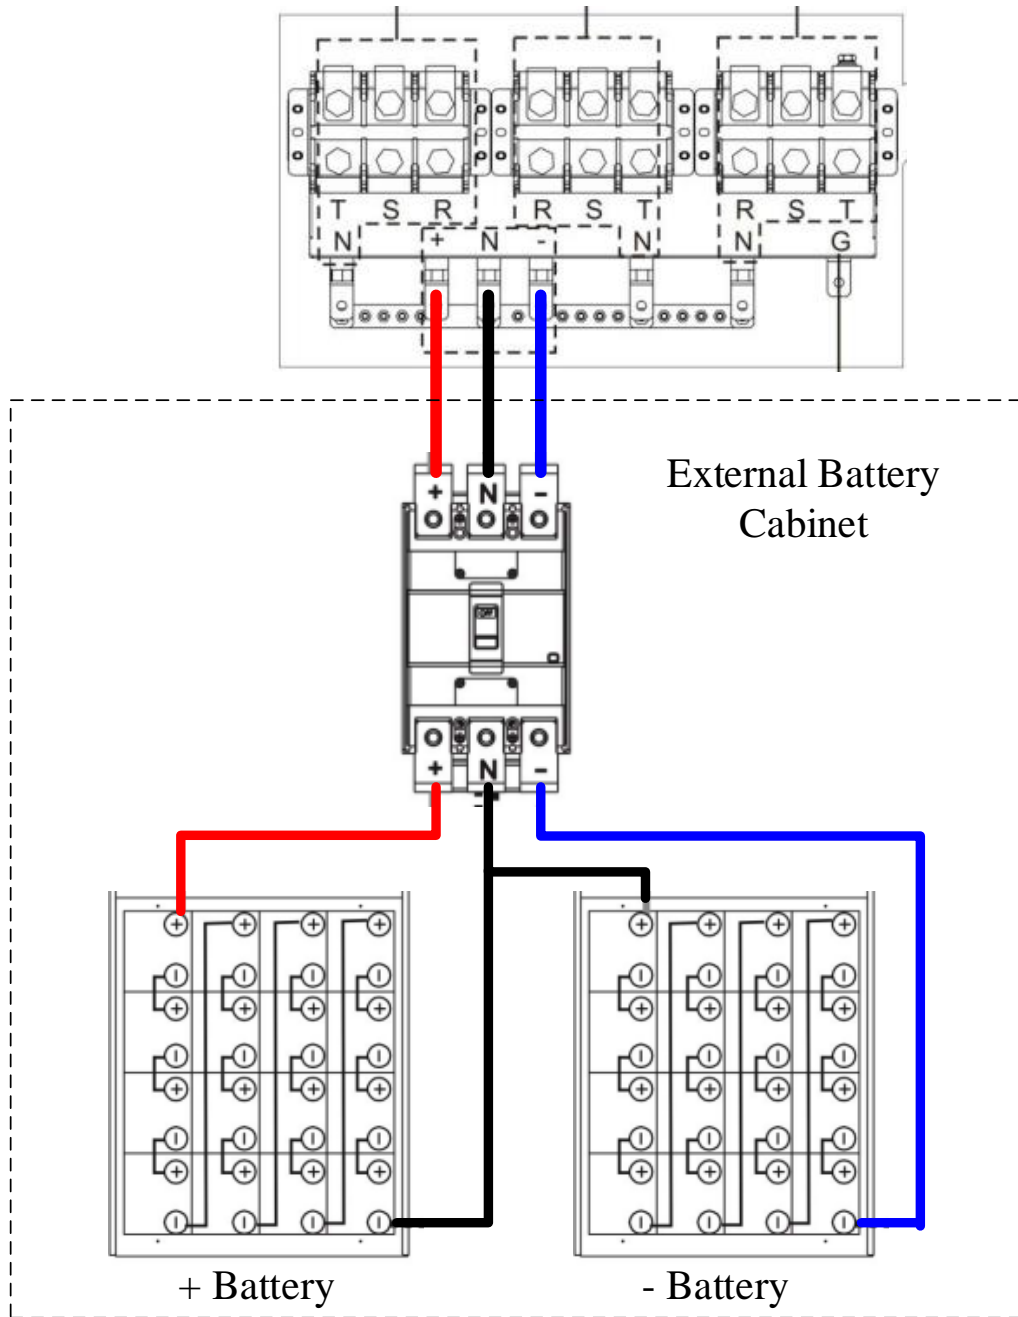 T S R R S T R S T
N + N - N N G
External Battery
Cabinet
+ N -
+ N -
+ + + + + + + +
- - - - - - - -
+ + + + + + + +
- - - - - - - -
+ + + + + + + +
- - - - - - - -
+ + + + + + + +
- - - - - - - -
+ Battery - Battery